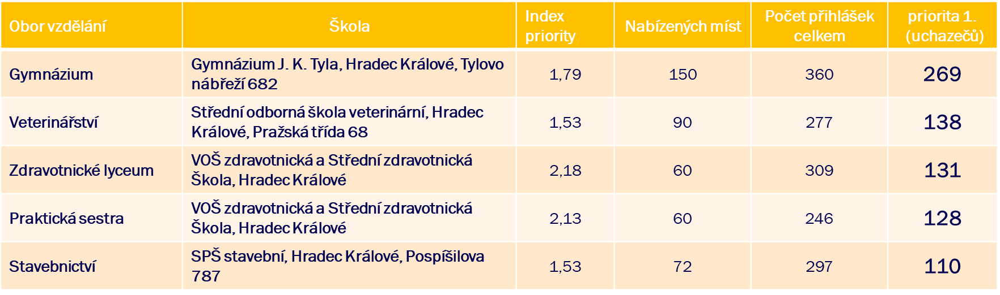 Obor vzdělání
Škola
Index
priority
Nabízených míst
Počet přihlášek
celkem
priorita 1.
(uchazečů)
Gymnázium
Gymnázium J. K. Tyla, Hradec Králové, Tylovo
nábřeží 682
1,79
150
360
269
Veterinářství
Střední odborná škola veterinární, Hradec
Králové, Pražská třída 68
1,53
90
277
138
Zdravotnické lyceum
VOŠ zdravotnická a Střední zdravotnická
Škola, Hradec Králové
2,18
60
309
131
Praktická sestra
VOŠ zdravotnická a Střední zdravotnická
Škola, Hradec Králové
2,13
60
246
128
Stavebnictví
SPŠ stavební, Hradec Králové, Pospíšilova
787
1,53
72
297
110